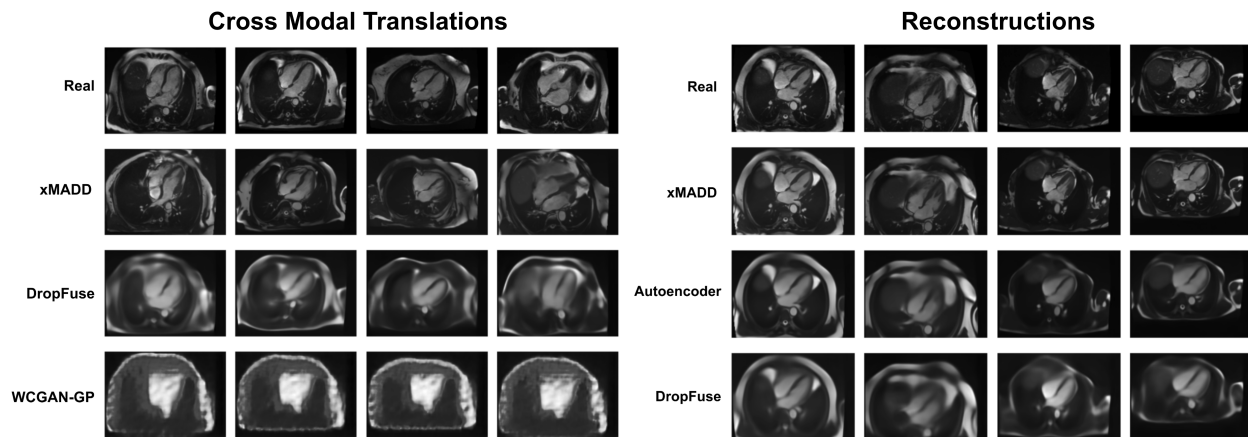 Cross Modal Translations
Real
xMADD
DropFuse
WCGAN-GP
Reconstructions
Real
xMADD
Autoencoder
DropFuse